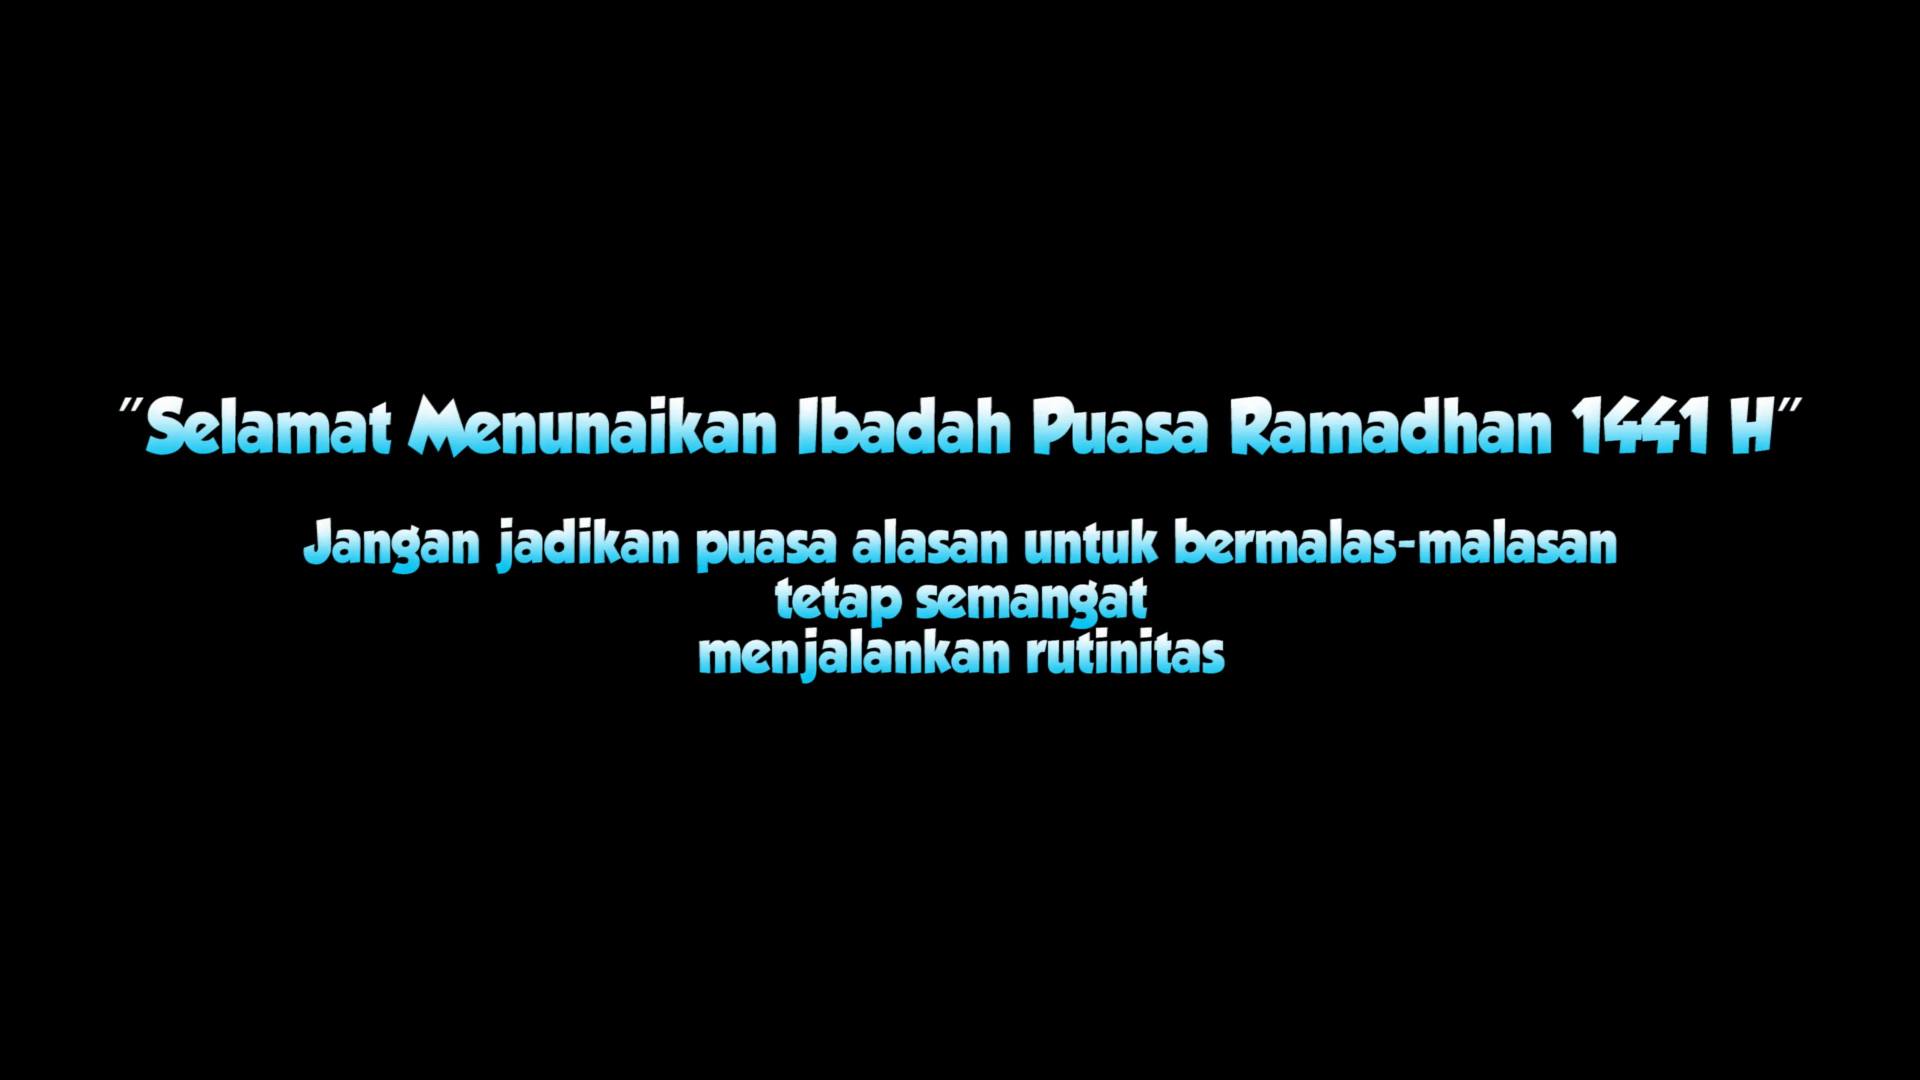 "Selamat Menunaikan Ibadah Puasa Ramadhan 1441 H"
Jangan jadikan puasa alasan untuk bermalas-malasan
tetap semangat
menjalankan rutinitas